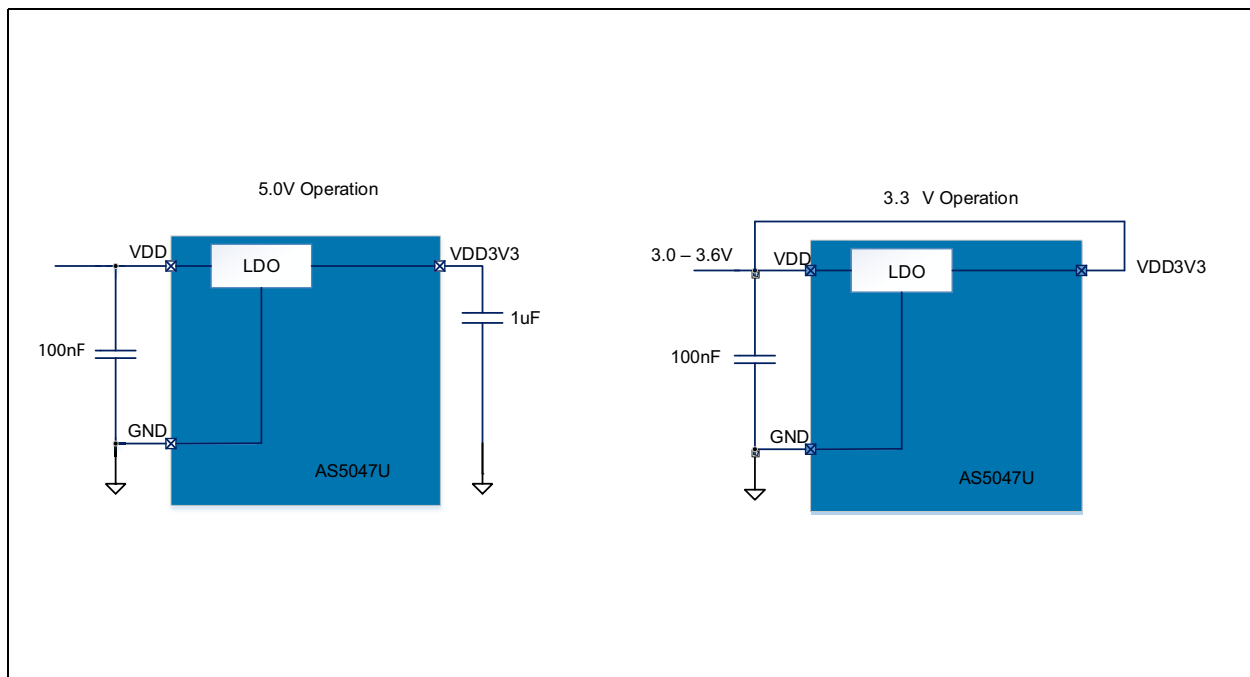 5.0V Operation
VDD
LDO
VDD3V3
100nF
1uF
GND
AS5047U
3.3 V Operation
3.0 – 3.6V
VDD
LDO
VDD3V3
100nF
GND
AS5047U